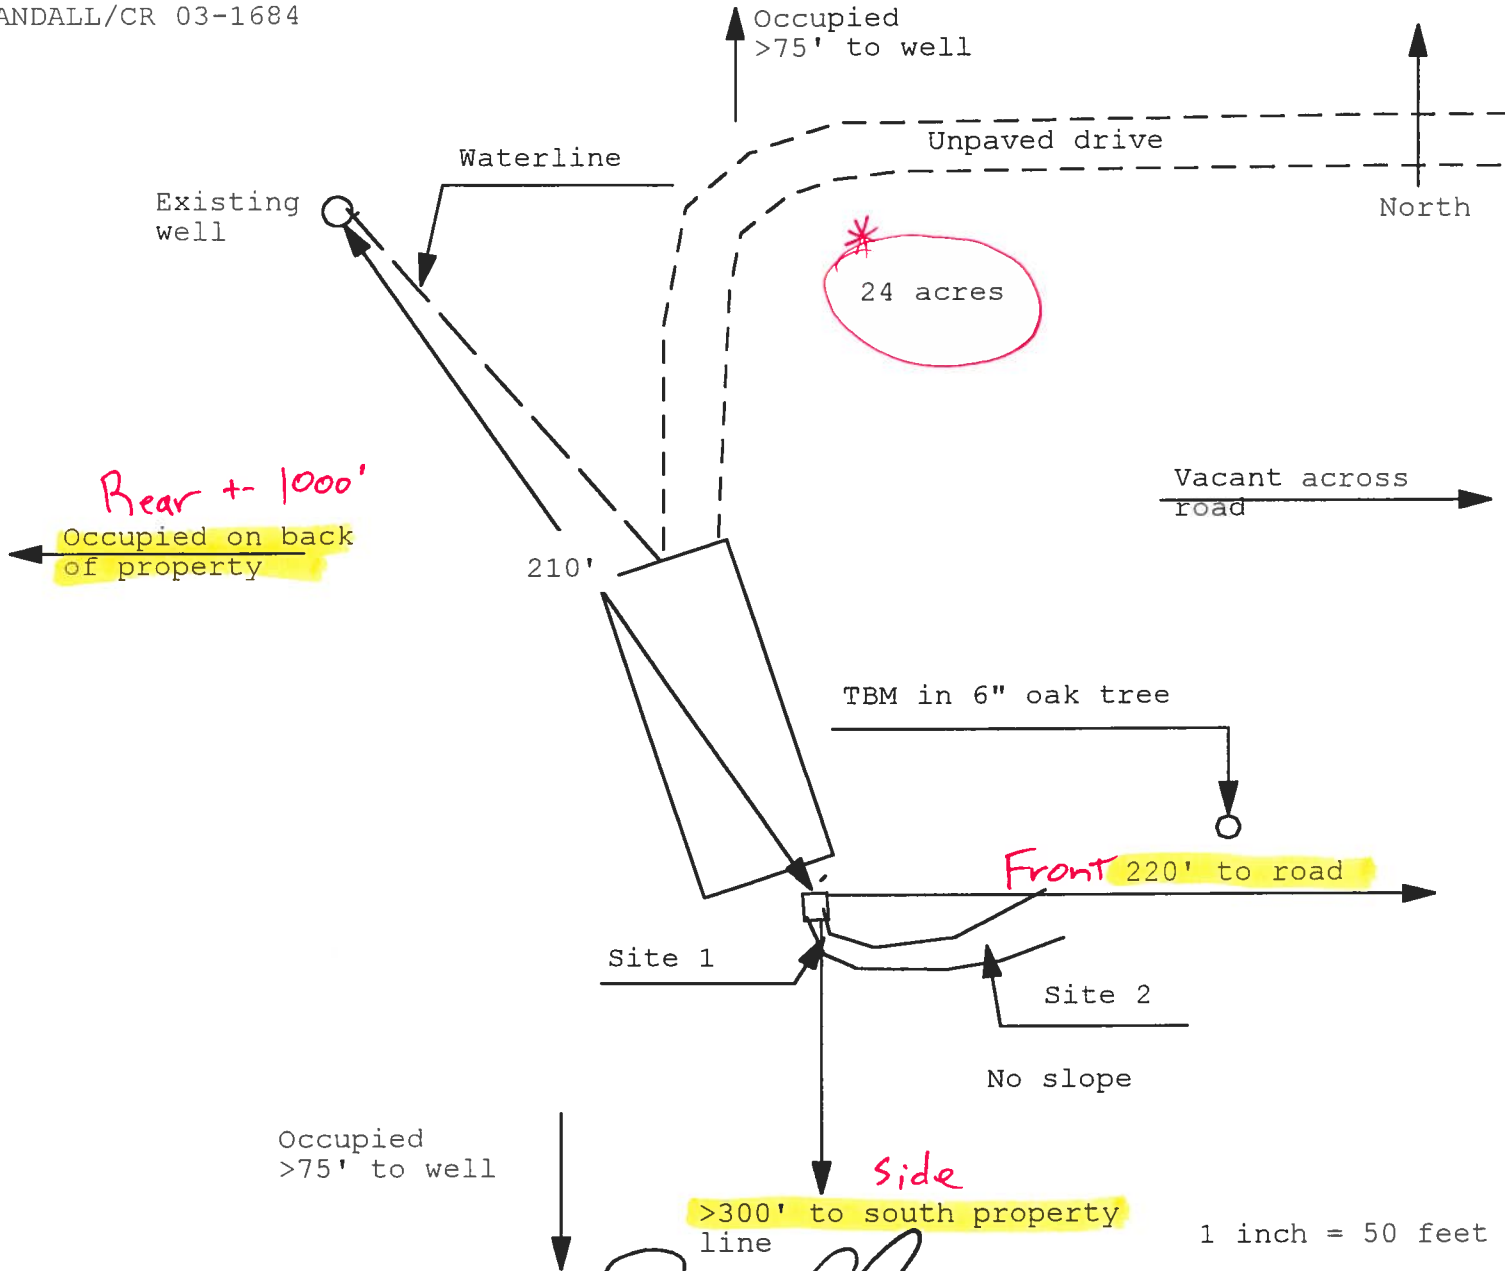 ANDALL/CR 03-1684
Occupied
>75' to well
Unpaved drive
Waterline
North
Existing
well
24 acres
Rear +- 1000'
Vacant across
road
Occupied on back
of property
210'
TBM in 6" oak tree
Front 220' to road
Site 1
Site 2
No slope
Occupied
>75' to well
Side
>300' to south property
line
1 inch = 50 feet